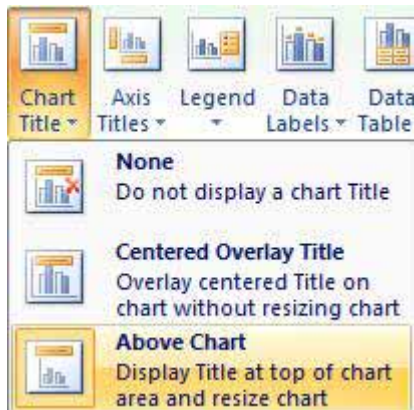 Chart Axis Legend Data Data
Title Titles Labels Table
None
Do not display a chart Title
Centered Overlay Title
Overlay centered Title on
chart without resizing chart
Above Chart
Display Title at top of chart
area and resize chart